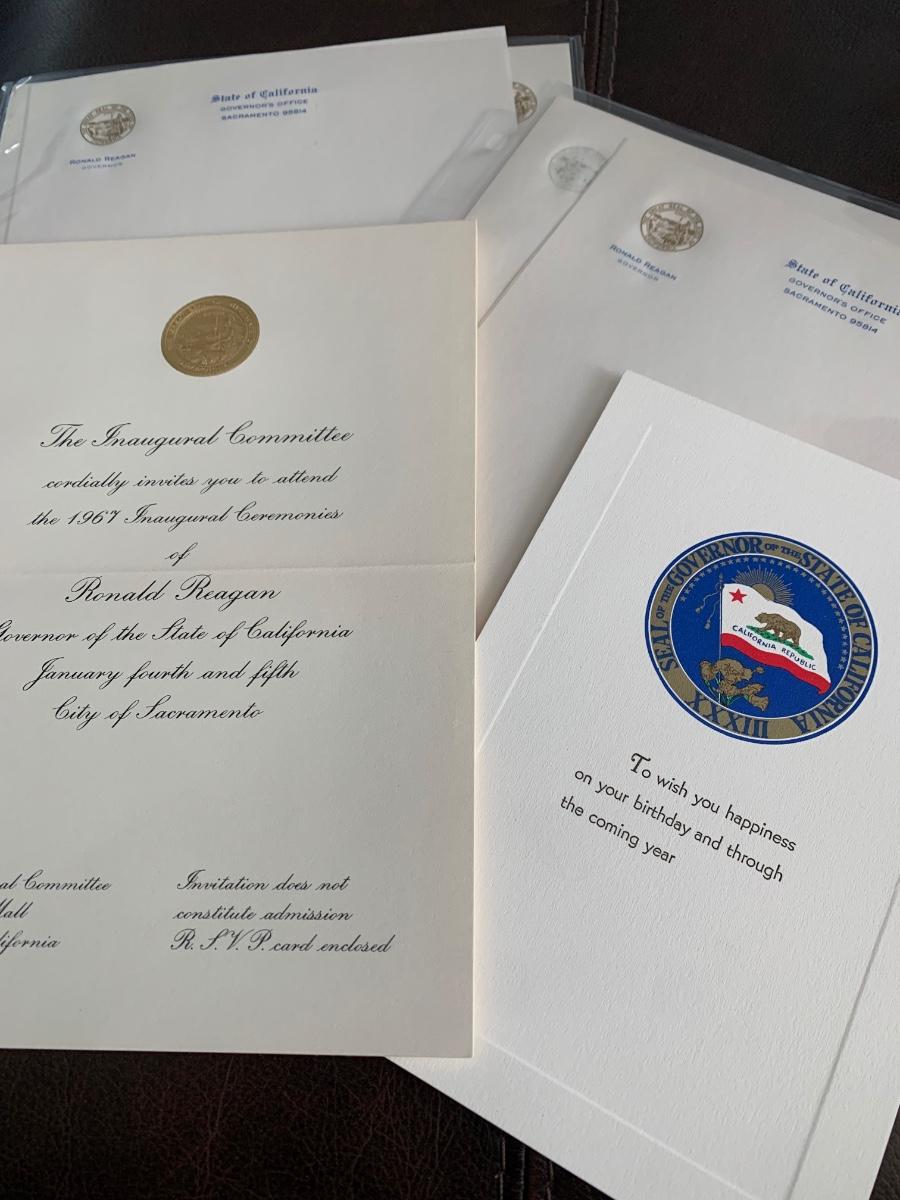 State of California
GOVERNOR'S OFFICE
SACRAMENTO 95814
RONALD REAGAN
GOVERNOR
RONALD REAGAN
GOVERNOR
State of California
GOVERNOR'S OFFICE
SACRAMENTO 95814
The Inaugural Committee
cordially invites you to attend
the 1967 Inaugural Ceremonies
of
Ronald Reagan
Governor of the State of California
January fourth and fifth
City of Sacramento
al Committee
Mall
lifornia
Invitation does not
constitute admission
R.S.V.P. card enclosed
SEAL OF THE GOVERNOR OF THE STATE OF CALIFORNIA
XXXIII
CALIFORNIA REPUBLIC
To wish you happiness
on your birthday and through
the coming year